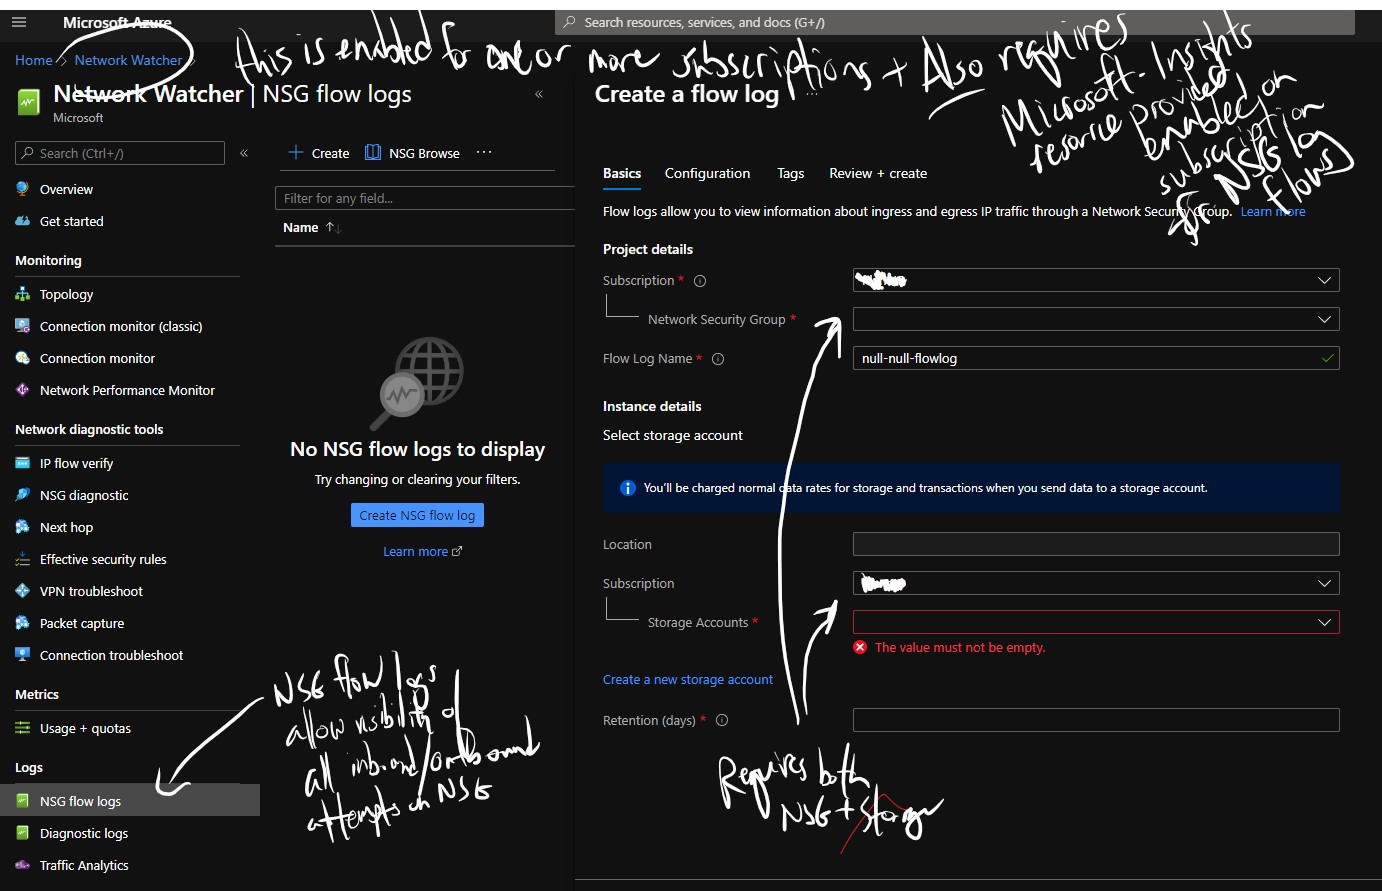 Microsoft Azure
Search resources, services, and docs (G+/)
Home
Network Watcher
this is enabled for one or more subscriptions + Also requires
Microsoft.Insights
resource provided
enabled on
subscription
for NSG log
flows
Network Watcher | NSG flow logs
Microsoft
Search (Ctrl+/)
Overview
Get started
Monitoring
Topology
Connection monitor (classic)
Connection monitor
Network Performance Monitor
Network diagnostic tools
IP flow verify
NSG diagnostic
Next hop
Effective security rules
VPN troubleshoot
Packet capture
Connection troubleshoot
Metrics
Usage + quotas
Logs
NSG flow logs
Diagnostic logs
Traffic Analytics
Create
NSG Browse
Filter for any field...
Name
No NSG flow logs to display
Try changing or clearing your filters.
Create NSG flow log
Learn more
NSG flow logs
allow visibility of
all inbound/outbound
attempts on NSG
Create a flow log
Basics Configuration Tags Review + create
Flow logs allow you to view information about ingress and egress IP traffic through a Network Security Group. Learn more
Project details
Subscription *
Network Security Group *
Flow Log Name *
null-null-flowlog
Instance details
Select storage account
You'll be charged normal data rates for storage and transactions when you send data to a storage account.
Location
Subscription
Storage Accounts *
The value must not be empty.
Create a new storage account
Retention (days) *
Requires both
NSG + Storage